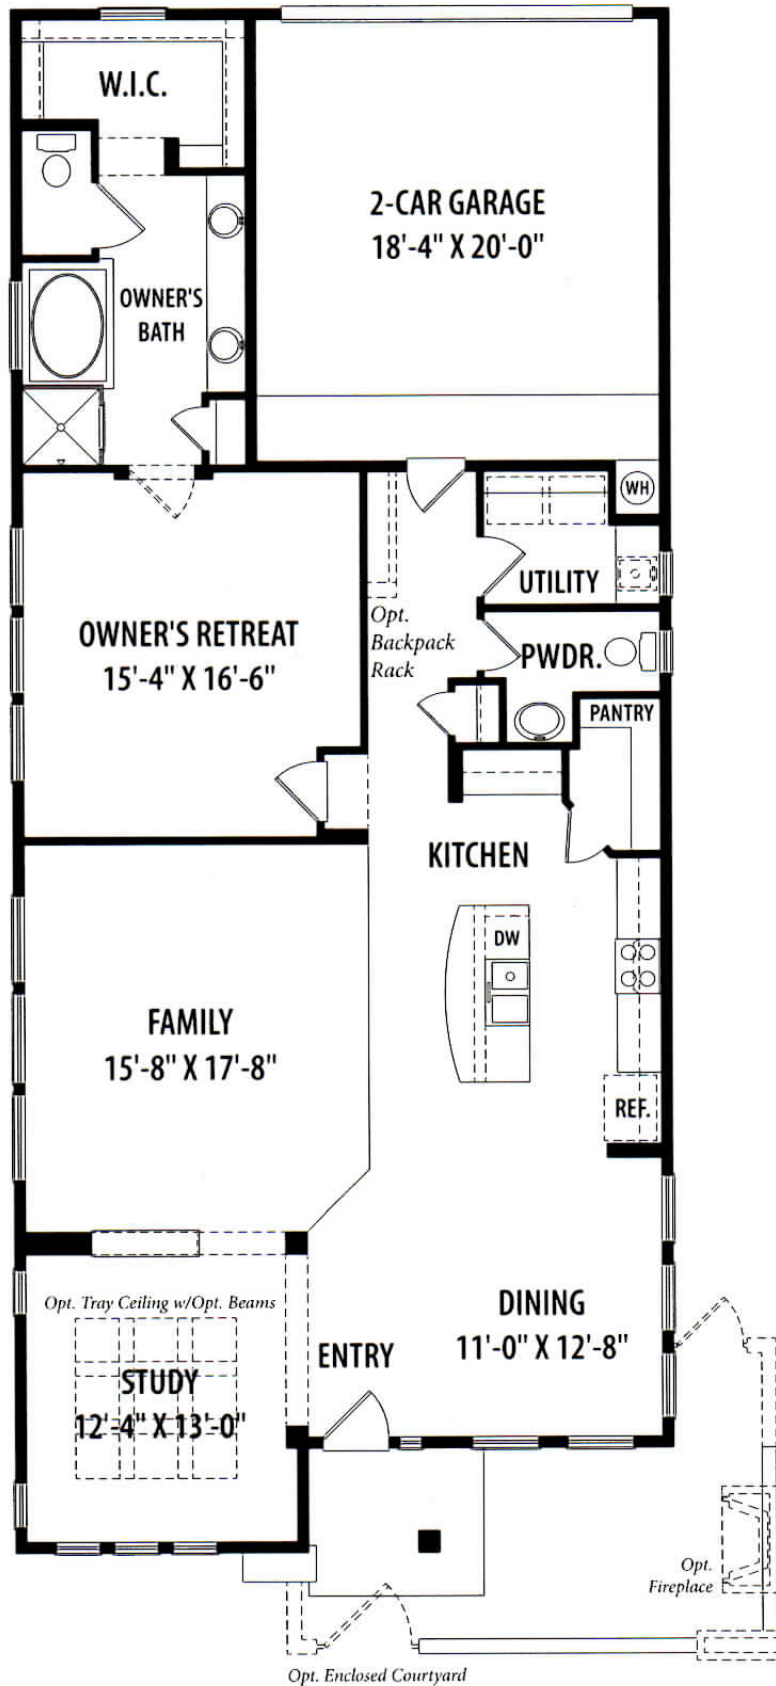 W.I.C.
2-CAR GARAGE
18'-4" X 20'-0"
OWNER'S
BATH
WH
UTILITY
Opt.
Backpack
Rack
OWNER'S RETREAT
15'-4" X 16'-6"
PWDR.
PANTRY
KITCHEN
DW
FAMILY
15'-8" X 17'-8"
REF.
Opt. Tray Ceiling w/Opt. Beams
DINING
11'-0" X 12'-8"
ENTRY
STUDY
12'-4" X 13'-0"
Opt.
Fireplace
Opt. Enclosed Courtyard